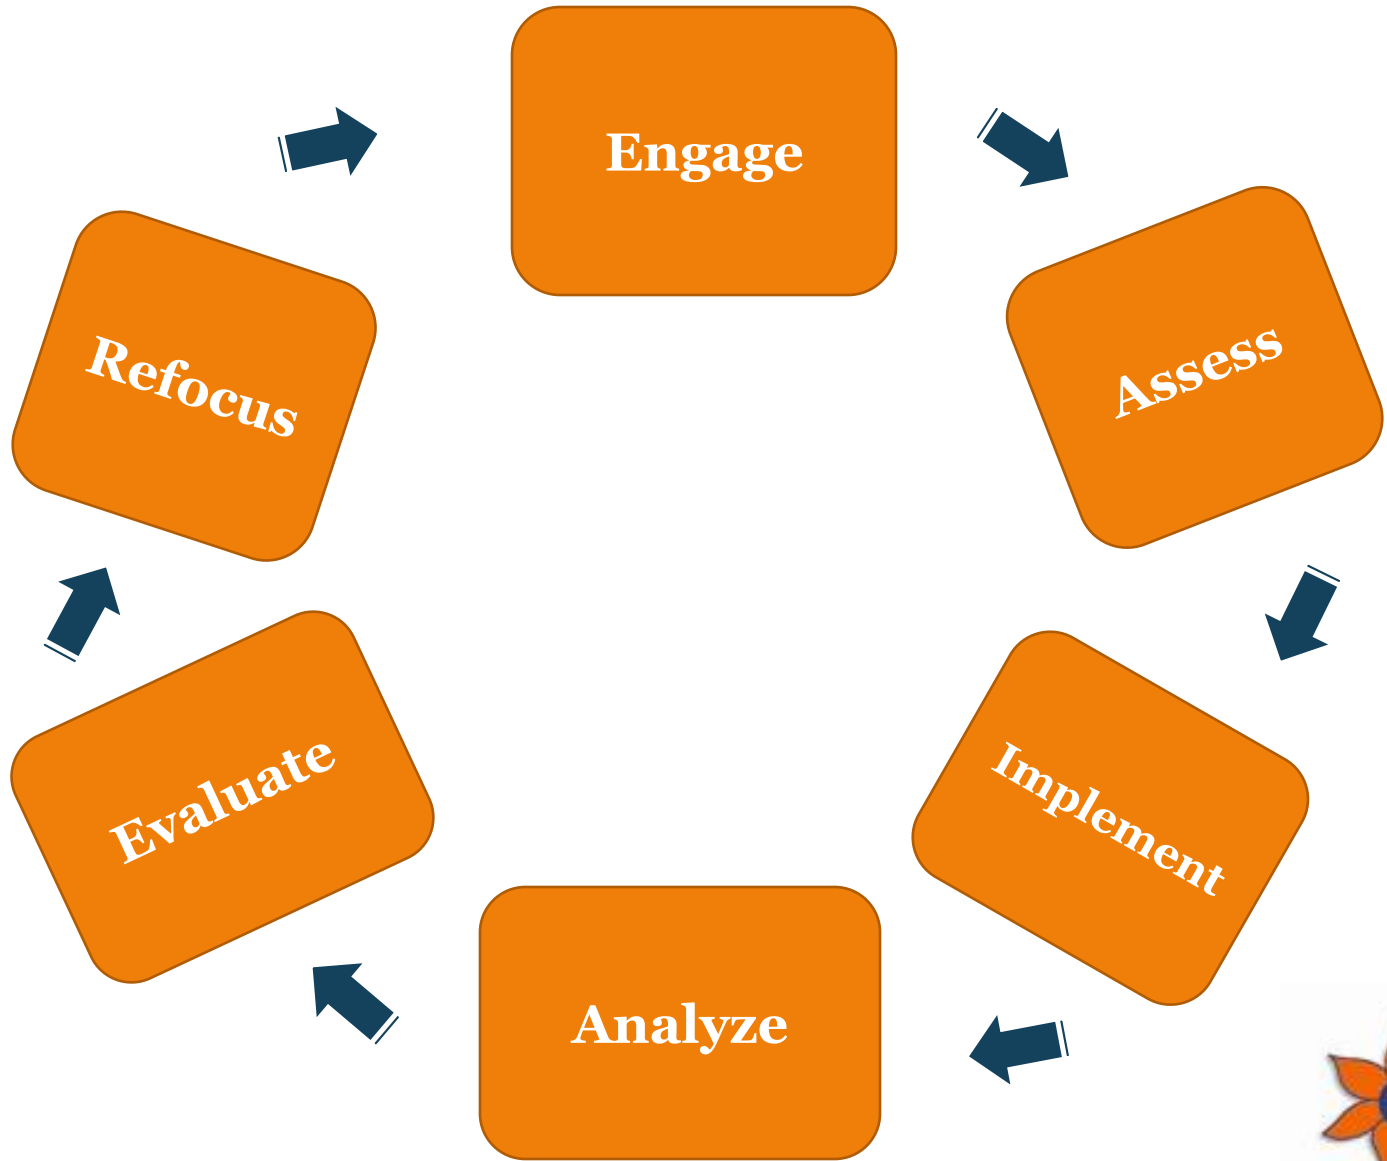 Engage
Assess
Implement
Analyze
Evaluate
Refocus